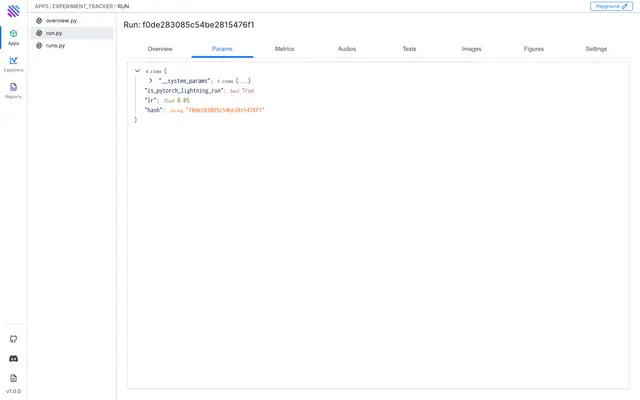 APPS / EXPERIMENT_TRACKER / RUN
Playground
overview.py
run.py
runs.py
Apps
Explorers
Reports
v1.0.0
Run: f0de283085c54be2815476f1
Overview
Params
Metrics
Audios
Texts
Images
Figures
Settings
4 items {
"__system_params": 5 items {...}
"is_pytorch_lightning_run": bool True
"lr": float 0.05
"hash": string "f0de283085c54be2815476f1"
}